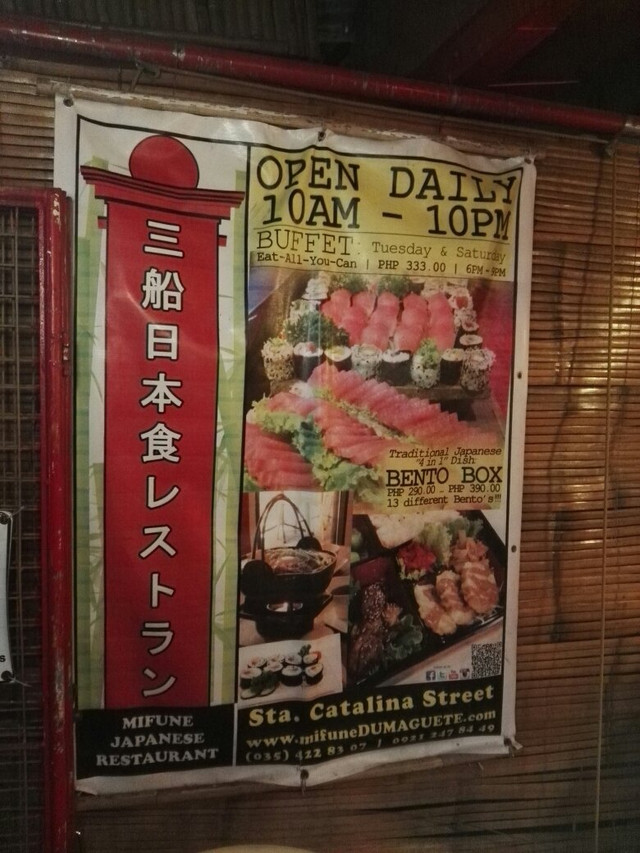 三船日本食レストラン
MIFUNE
JAPANESE
RESTAURANT
OPEN DAILY
10AM - 10PM
BUFFET: Tuesday & Saturday
Eat-All-You-Can | PHP 333.00 | 6PM-9PM
Traditional Japanese
"4 in 1" Dish
BENTO BOX
PHP 290.00 - PHP 390.00
13 different Bento's!!!
Sta. Catalina Street
www.mifuneDUMAGUETE.com
(035) 422 83 07 | 0921 247 84 49